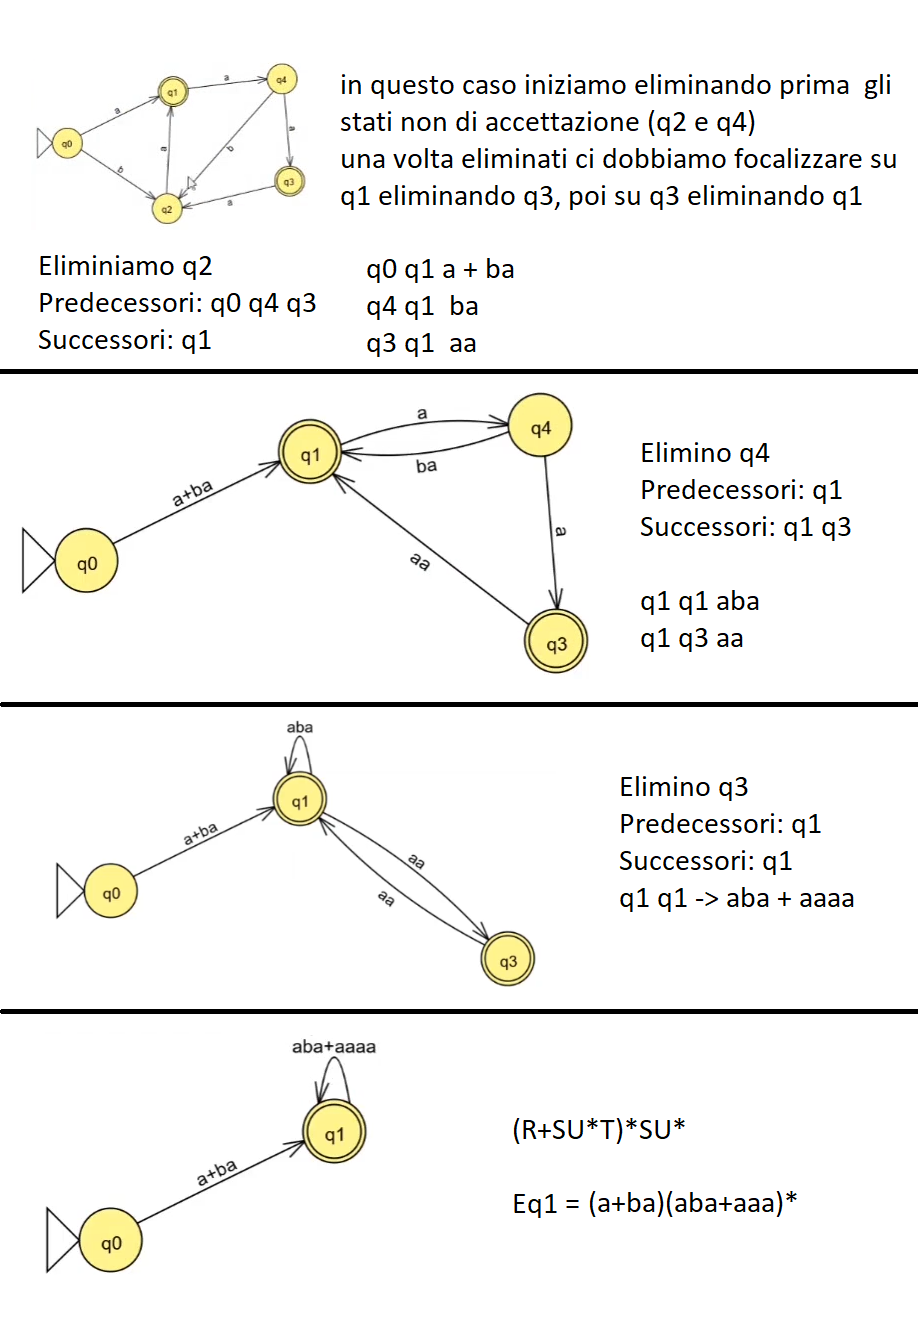 in questo caso iniziamo eliminando prima gli
stati non di accettazione (q2 e q4)
una volta eliminati ci dobbiamo focalizzare su
q1 eliminando q3, poi su q3 eliminando q1
q0
q1
q4
q2
q3
a
b
a
a
b
a
a
Eliminiamo q2
Predecessori: q0 q4 q3
Successori: q1
q0 q1 a + ba
q4 q1 ba
q3 q1 aa
q0
q1
q4
q3
a+ba
a
ba
a
aa
Elimino q4
Predecessori: q1
Successori: q1 q3
q1 q1 aba
q1 q3 aa
aba
q1
a+ba
q0
aa
aa
q3
Elimino q3
Predecessori: q1
Successori: q1
q1 q1 -> aba + aaaa
aba+aaaa
q1
a+ba
q0
(R+SU*T)*SU*
Eq1 = (a+ba)(aba+aaa)*